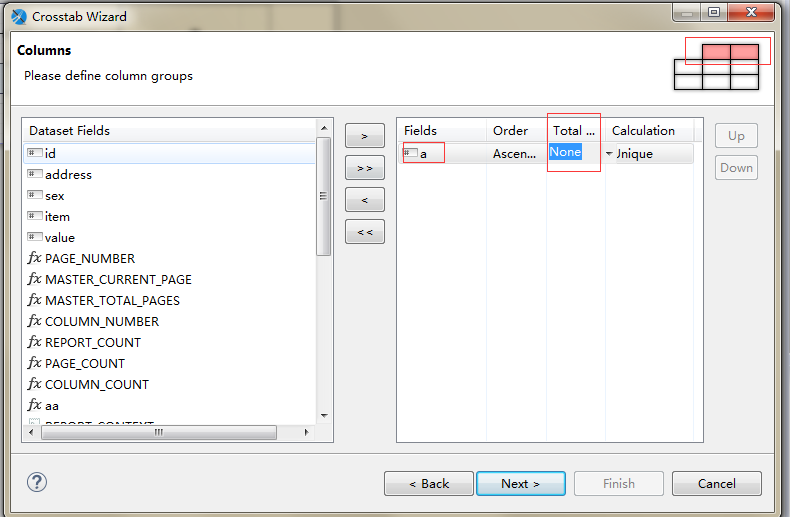 Crosstab Wizard
Columns
Please define column groups
Dataset Fields
id
address
sex
item
value
fx PAGE_NUMBER
fx MASTER_CURRENT_PAGE
fx MASTER_TOTAL_PAGES
fx COLUMN_NUMBER
fx REPORT_COUNT
fx PAGE_COUNT
fx COLUMN_COUNT
fx aa
REPORT_CONTEXT
>
>>
<
<<
Fields Order Total ... Calculation
a Ascen... None Jnique
Up
Down
?
< Back Next > Finish Cancel